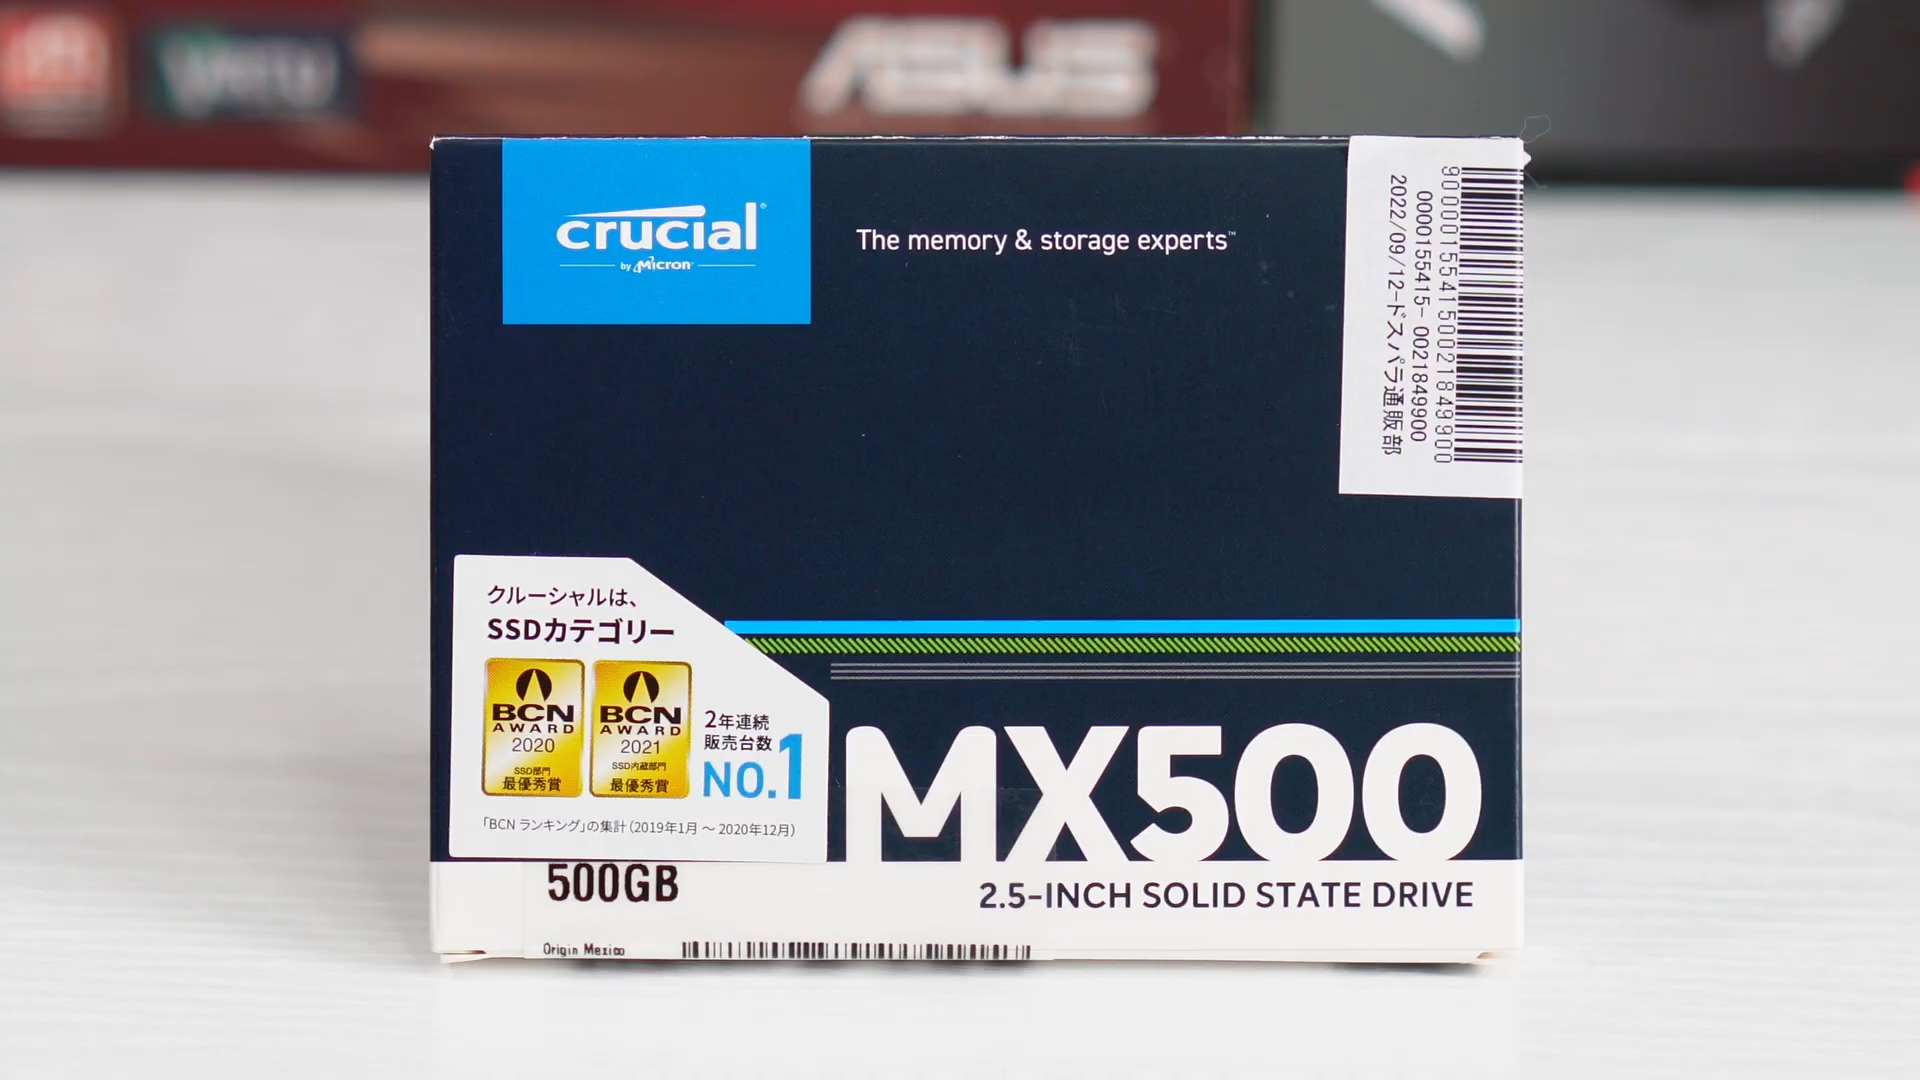 ASUS
crucial
by Micron
The memory & storage experts™
9000001554150021849900
0000155415-0021849900
2022/09/12-ドスパラ通販部
クルーシャルは、
SSDカテゴリー
BCN
AWARD
2020
SSD部門
最優秀賞
BCN
AWARD
2021
SSD内蔵部門
最優秀賞
2年連続
販売台数
NO.1
「BCN ランキング」の集計(2019年1月 〜 2020年12月)
MX500
500GB
2.5-INCH SOLID STATE DRIVE
Origin Mexico